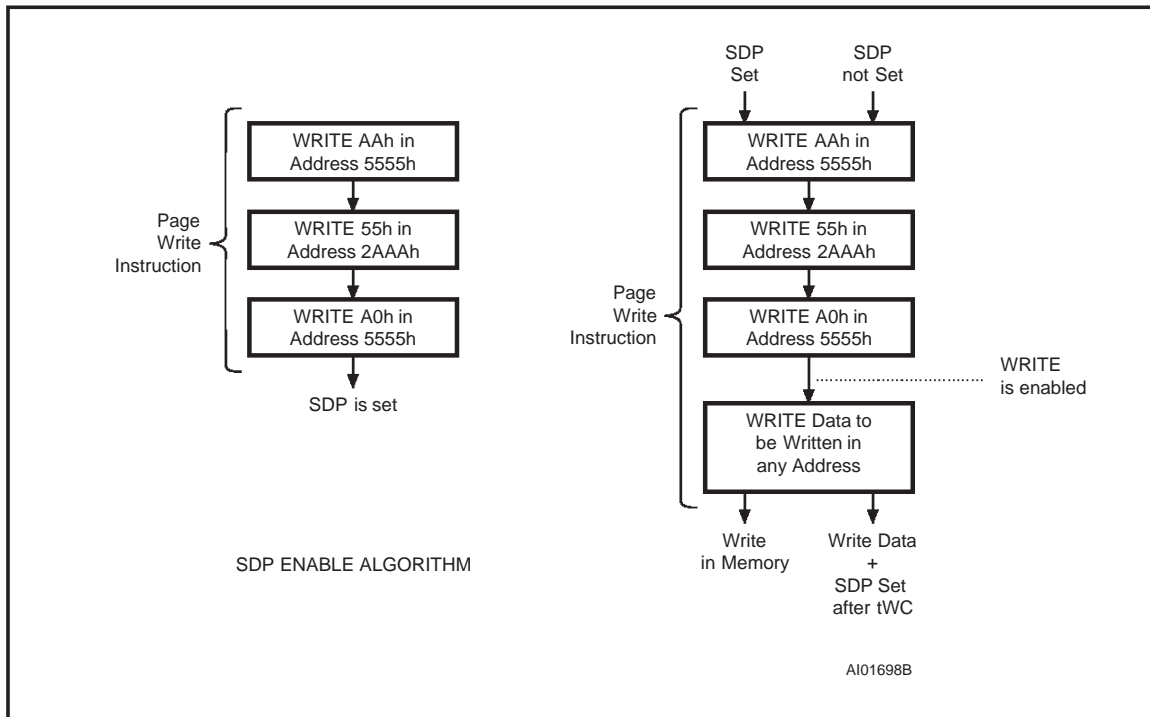 WRITE AAh in
Address 5555h
Page
Write
Instruction
WRITE 55h in
Address 2AAAh
WRITE A0h in
Address 5555h
SDP is set
SDP ENABLE ALGORITHM
SDP
Set
SDP
not Set
WRITE AAh in
Address 5555h
WRITE 55h in
Address 2AAAh
Page
Write
Instruction
WRITE A0h in
Address 5555h
WRITE
is enabled
WRITE Data to
be Written in
any Address
Write
in Memory
Write Data
+
SDP Set
after tWC
AI01698B